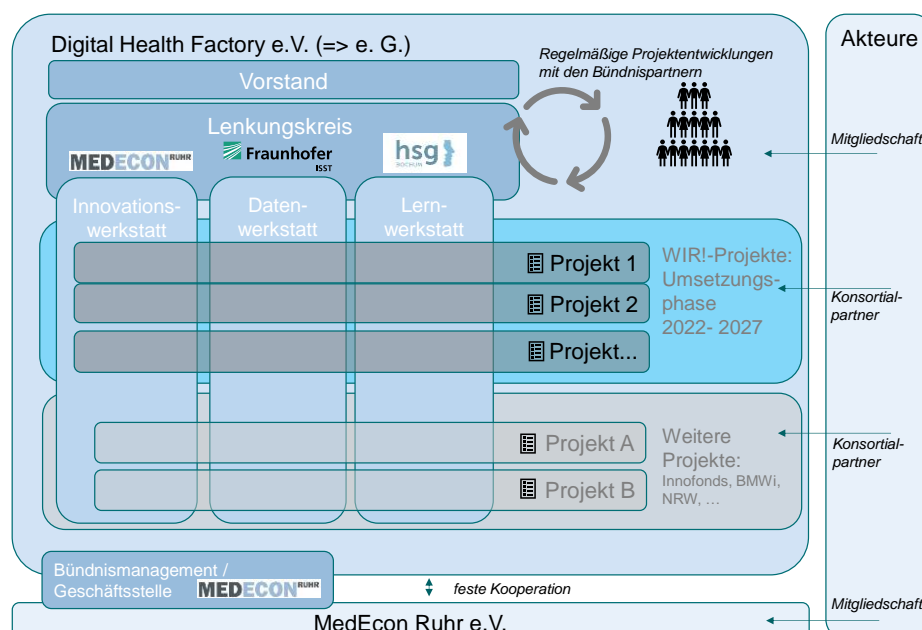 Digital Health Factory e.V. (=> e. G.)
Akteure
Regelmäßige Projektentwicklungen
mit den Bündnispartnern
Vorstand
Lenkungskreis
MEDECON RUHR
Fraunhofer
ISST
hsg
BOCHUM
Mitgliedschaft
Innovations-
werkstatt
Daten-
werkstatt
Lern-
werkstatt
Projekt 1
Projekt 2
Projekt...
WIR!-Projekte:
Umsetzungs-
phase
2022- 2027
Konsortial-
partner
Projekt A
Projekt B
Weitere
Projekte:
Innofonds, BMWi,
NRW, ...
Konsortial-
partner
Bündnismanagement /
Geschäftsstelle
MEDECON RUHR
feste Kooperation
Mitgliedschaft
MedEcon Ruhr e.V.